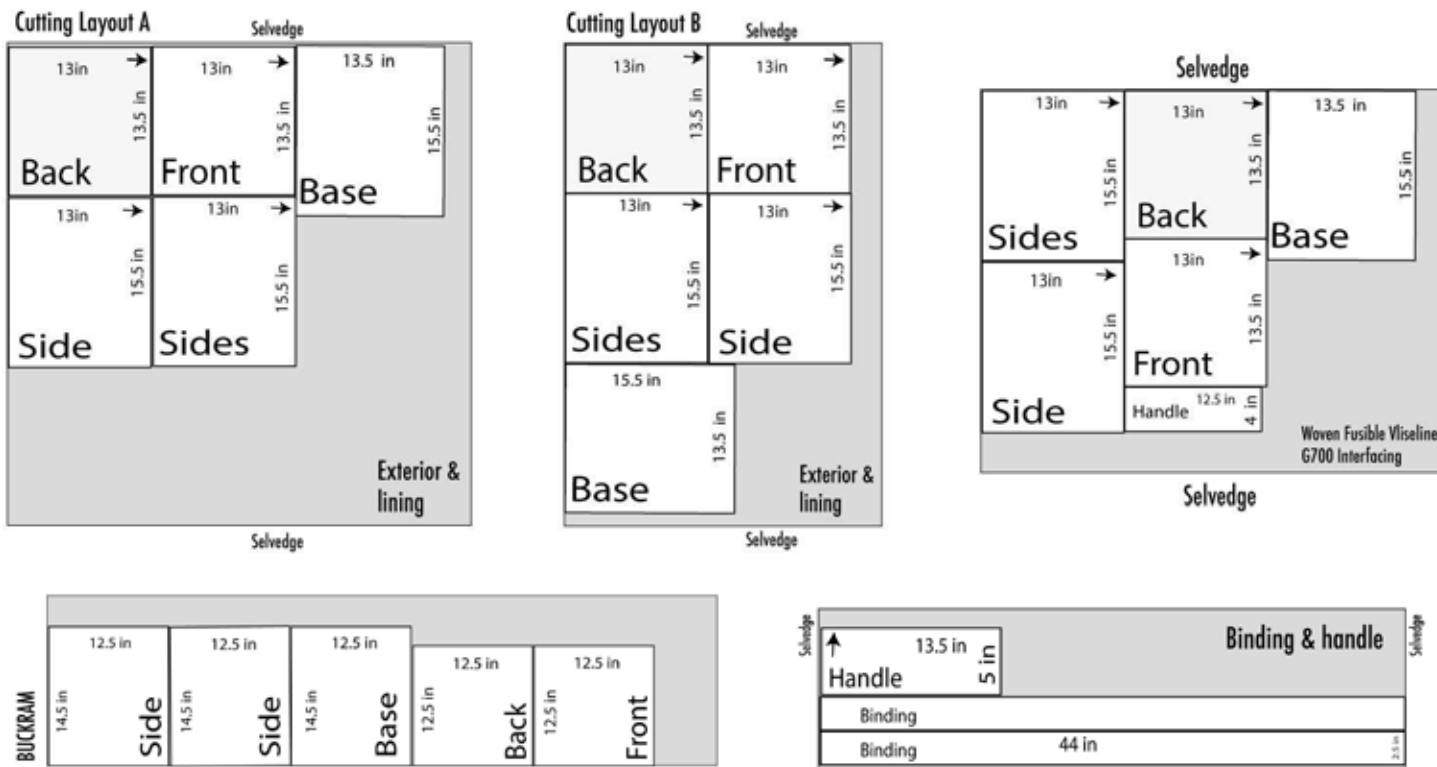 Cutting Layout A
Selvedge
13in
13.5 in
Back
13in
13.5 in
Front
13.5 in
15.5 in
Base
13in
15.5 in
Side
13in
15.5 in
Sides
Exterior &
lining
Selvedge
Cutting Layout B
Selvedge
13in
13.5 in
Back
13in
13.5 in
Front
13in
15.5 in
Sides
13in
15.5 in
Side
15.5 in
13.5 in
Base
Exterior &
lining
Selvedge
Selvedge
13in
15.5 in
Sides
13in
13.5 in
Back
13.5 in
15.5 in
Base
13in
15.5 in
Side
13in
13.5 in
Front
Handle
12.5 in
4 in
Woven Fusible Vliseline
G700 Interfacing
Selvedge
BUCKRAM
12.5 in
14.5 in
Side
12.5 in
14.5 in
Side
12.5 in
14.5 in
Base
12.5 in
12.5 in
Back
12.5 in
12.5 in
Front
Selvedge
Binding & handle
Selvedge
13.5 in
5 in
Handle
Binding
Binding
44 in
2.5 in